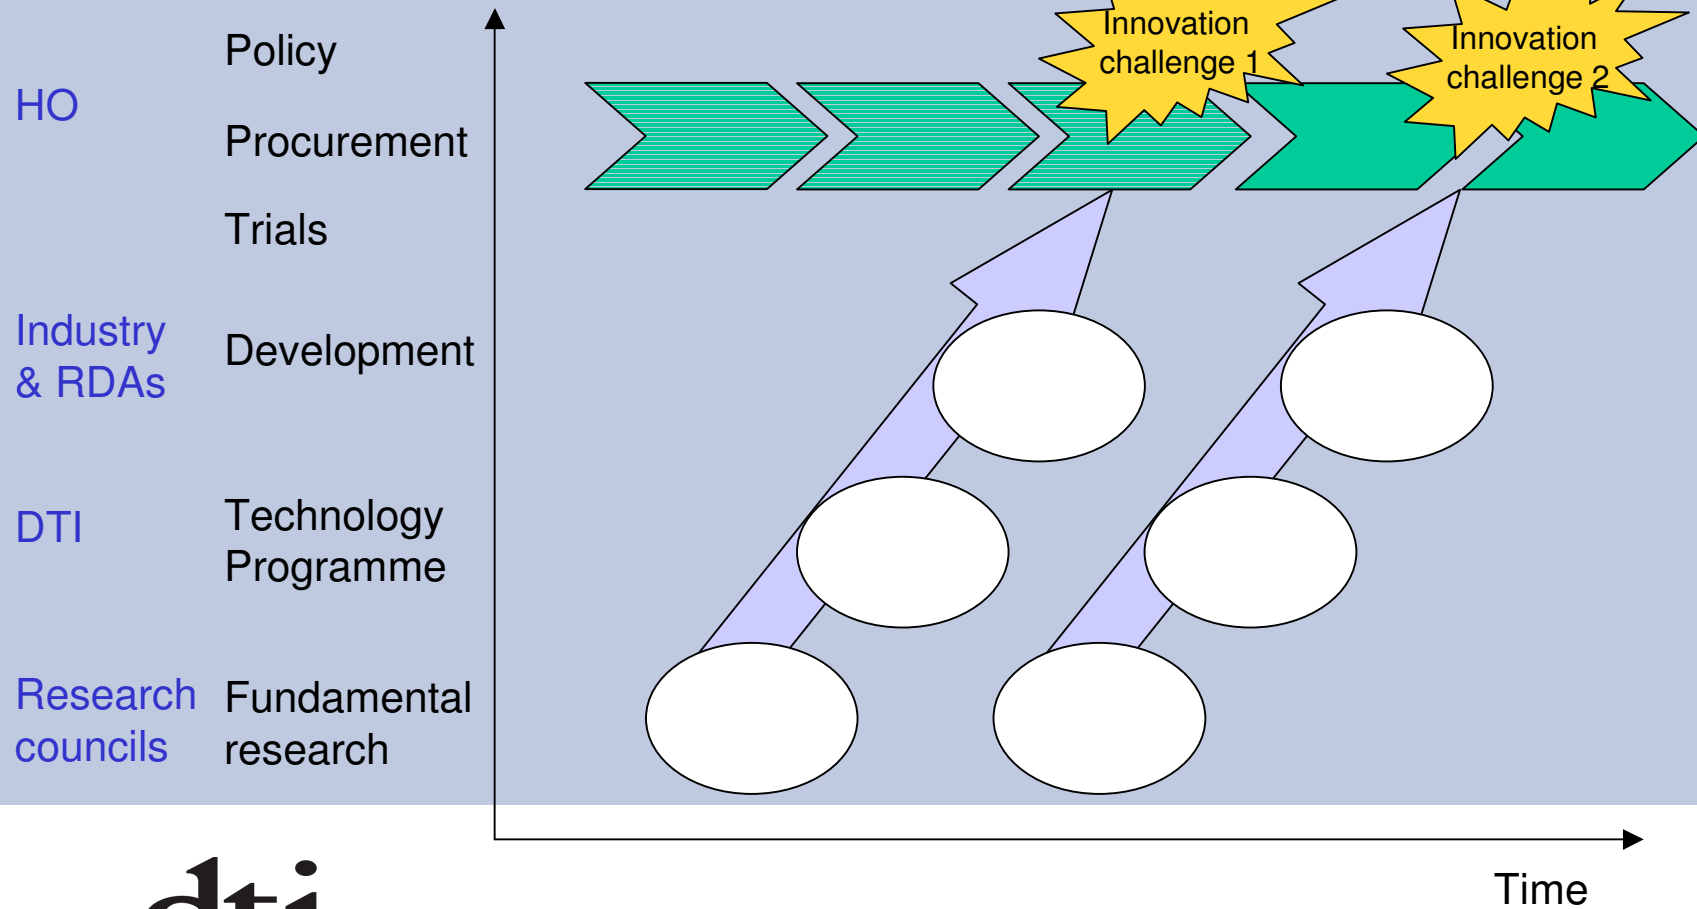 Innovation
challenge 1
Innovation
challenge 2
HO
Policy
Procurement
Trials
Industry
& RDAs
Development
DTI
Technology
Programme
Research
councils
Fundamental
research
Time
dti